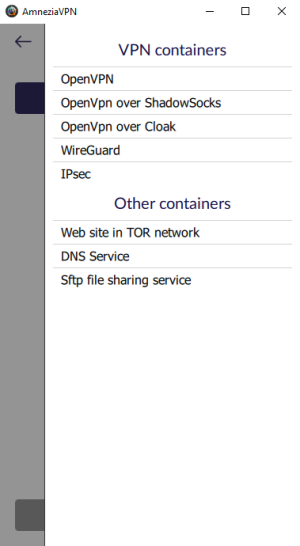 AmneziaVPN
VPN containers
OpenVPN
OpenVpn over ShadowSocks
OpenVpn over Cloak
WireGuard
IPsec
Other containers
Web site in TOR network
DNS Service
Sftp file sharing service